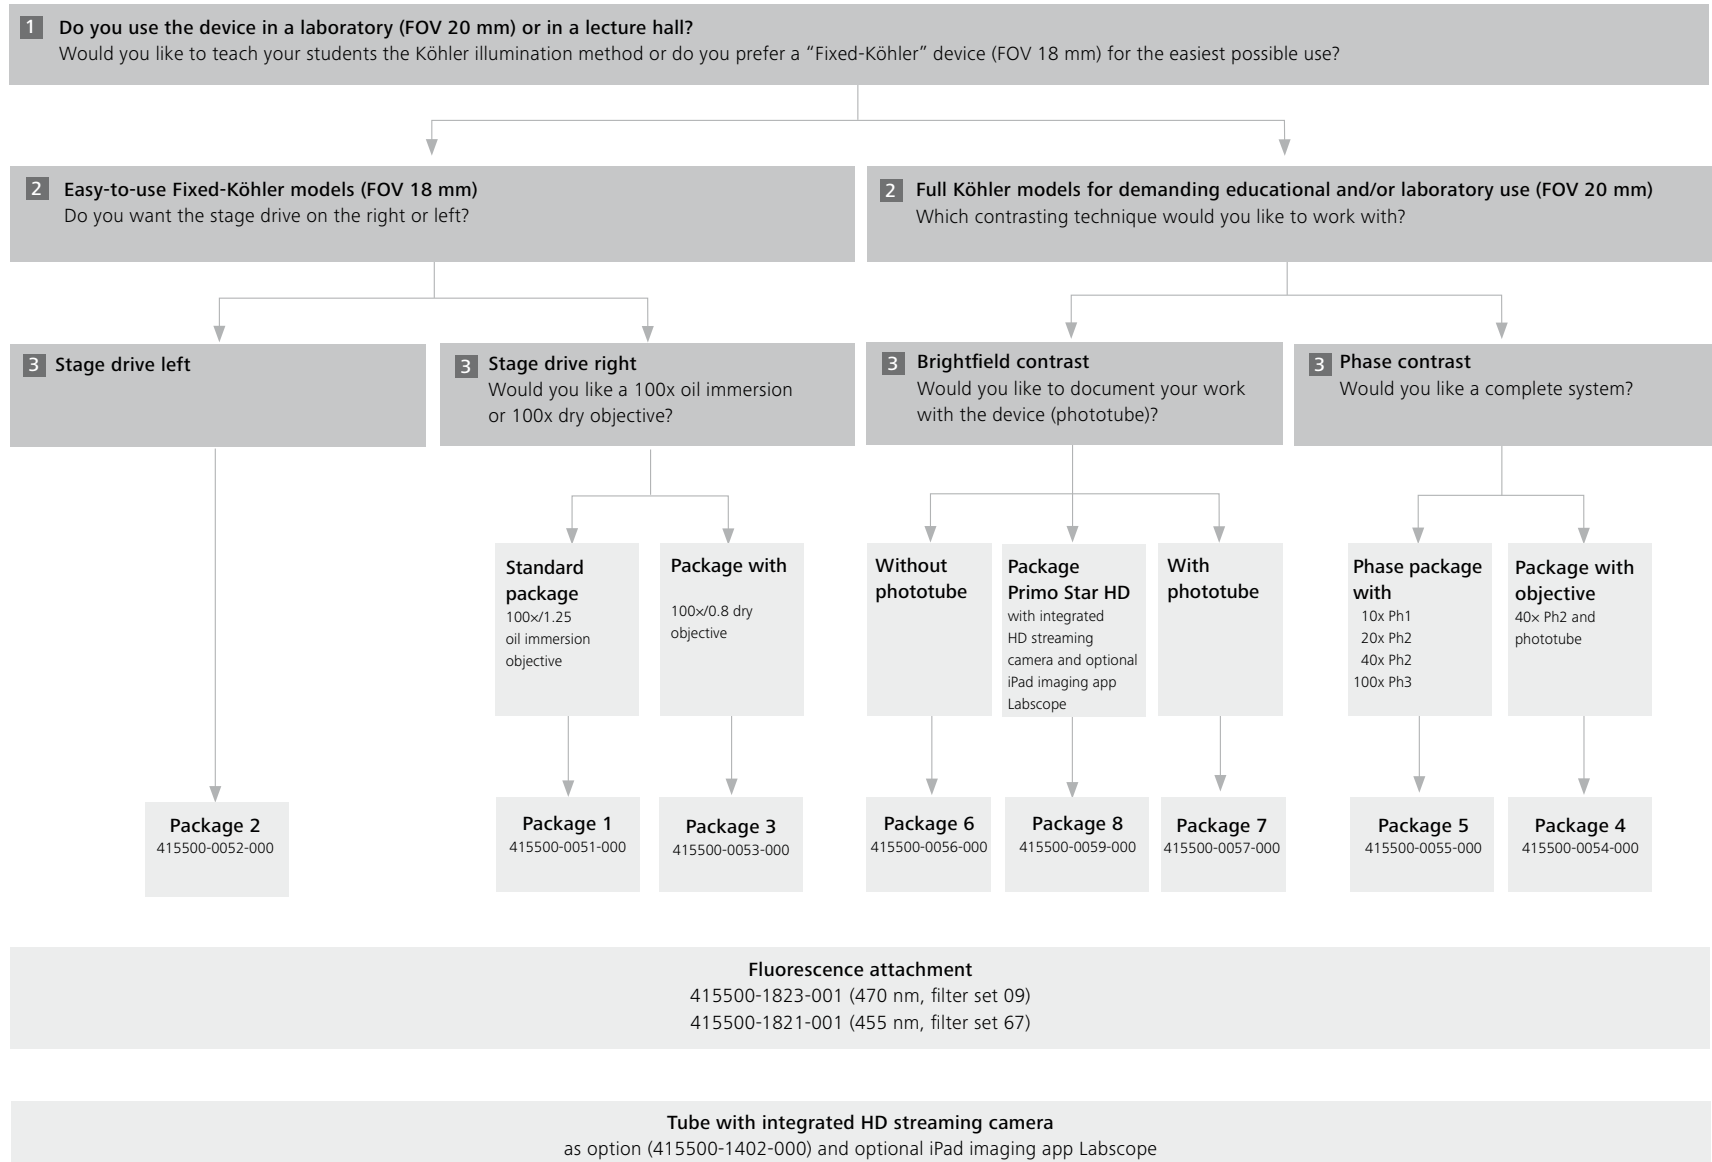 1 Do you use the device in a laboratory (FOV 20 mm) or in a lecture hall?
Would you like to teach your students the Köhler illumination method or do you prefer a “Fixed-Köhler” device (FOV 18 mm) for the easiest possible use?
2 Easy-to-use Fixed-Köhler models (FOV 18 mm)
Do you want the stage drive on the right or left?
2 Full Köhler models for demanding educational and/or laboratory use (FOV 20 mm)
Which contrasting technique would you like to work with?
3 Stage drive left
3 Stage drive right
Would you like a 100x oil immersion
or 100x dry objective?
3 Brightfield contrast
Would you like to document your work
with the device (phototube)?
3 Phase contrast
Would you like a complete system?
Standard
package
100×/1.25
oil immersion
objective
Package with
100×/0.8 dry
objective
Without
phototube
Package
Primo Star HD
with integrated
HD streaming
camera and optional
iPad imaging app
Labscope
With
phototube
Phase package
with
10x Ph1
20x Ph2
40x Ph2
100x Ph3
Package with
objective
40× Ph2 and
phototube
Package 2
415500-0052-000
Package 1
415500-0051-000
Package 3
415500-0053-000
Package 6
415500-0056-000
Package 8
415500-0059-000
Package 7
415500-0057-000
Package 5
415500-0055-000
Package 4
415500-0054-000
Fluorescence attachment
415500-1823-001 (470 nm, filter set 09)
415500-1821-001 (455 nm, filter set 67)
Tube with integrated HD streaming camera
as option (415500-1402-000) and optional iPad imaging app Labscope